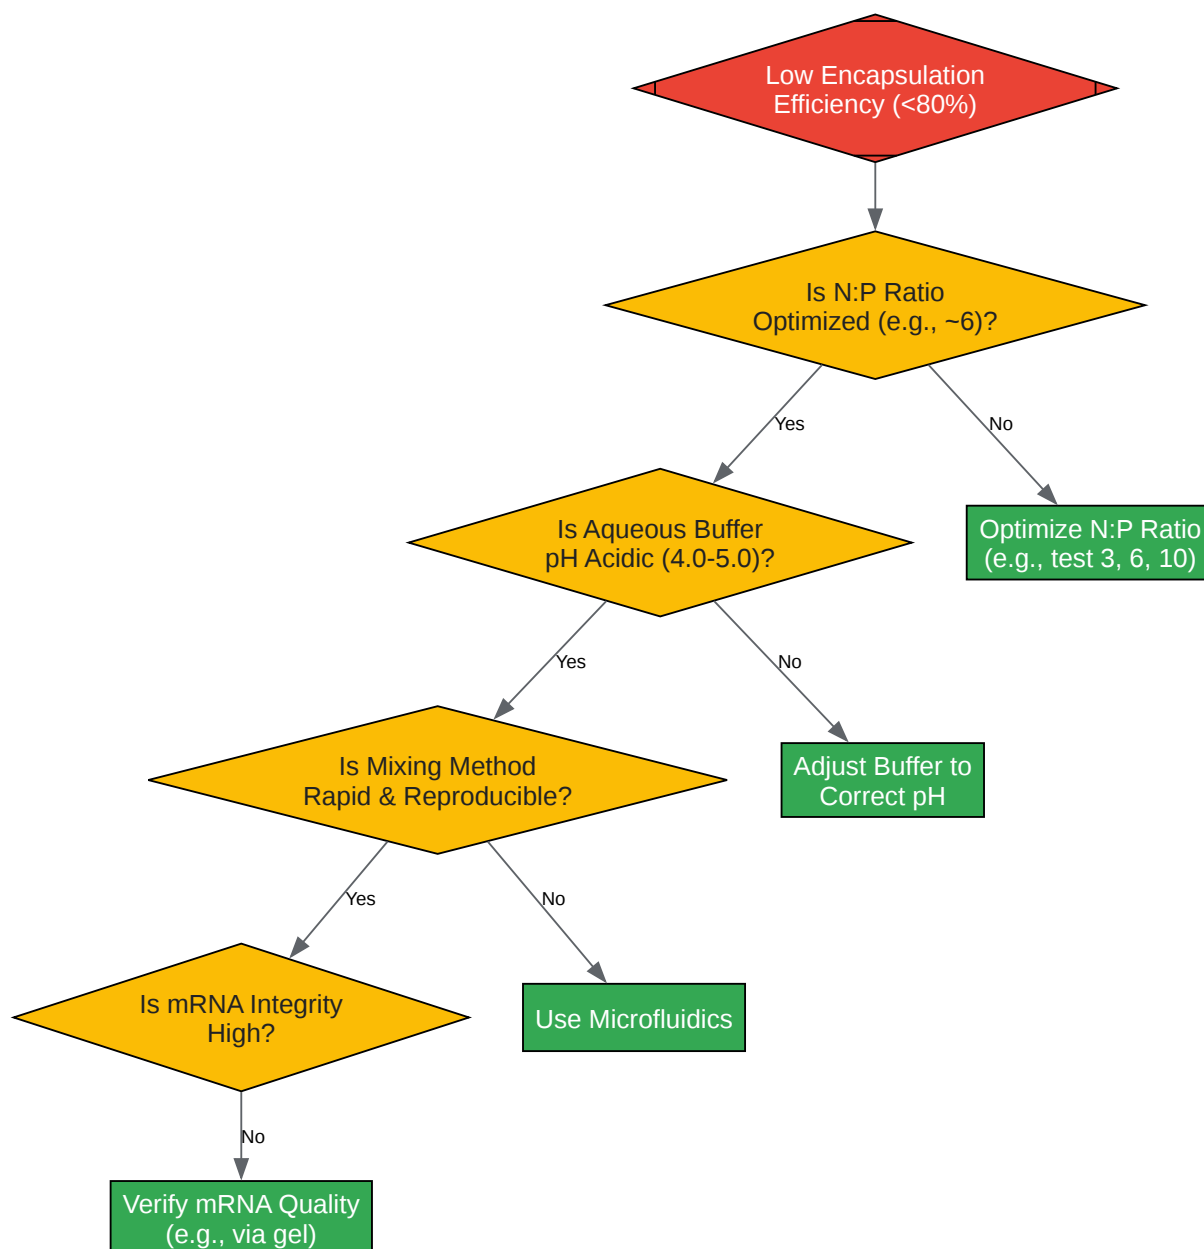 Low Encapsulation
Efficiency (<80%)
Is N:P Ratio
Optimized (e.g., ~6)?
Yes
No
Is Aqueous Buffer
pH Acidic (4.0-5.0)?
Optimize N:P Ratio
(e.g., test 3, 6, 10)
Yes
No
Is Mixing Method
Rapid & Reproducible?
Adjust Buffer to
Correct pH
Yes
No
Is mRNA Integrity
High?
Use Microfluidics
No
Verify mRNA Quality
(e.g., via gel)